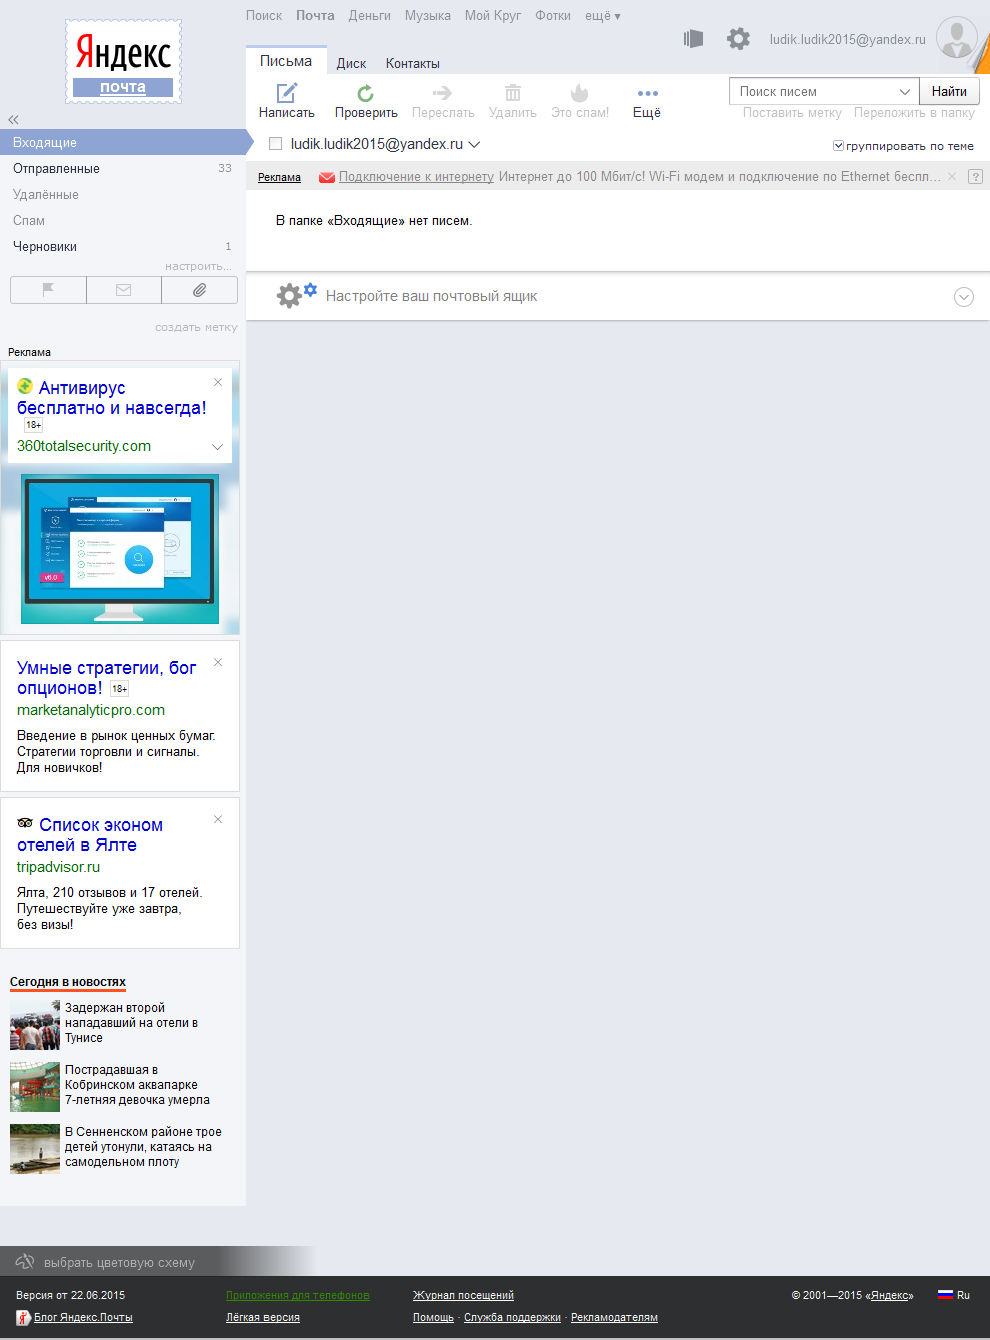 Поиск Почта Деньги Музыка Мой Круг Фотки ещё ▾
Яндекс
почта
ludik.ludik2015@yandex.ru
Письма Диск Контакты
Написать Проверить Переслать Удалить Это спам! Ещё
Поиск писем Найти
Поставить метку Переложить в папку
«
Входящие
Отправленные 33
Удалённые
Спам
Черновики 1
настроить...
создать метку
ludik.ludik2015@yandex.ru
группировать по теме
Реклама Подключение к интернету Интернет до 100 Мбит/с! Wi-Fi модем и подключение по Ethernet беспл... × ?
В папке «Входящие» нет писем.
Настройте ваш почтовый ящик
Реклама
Антивирус
бесплатно и навсегда!
18+
360totalsecurity.com
v6.0
Умные стратегии, бог
опционов! 18+
marketanalyticpro.com
Введение в рынок ценных бумаг.
Стратегии торговли и сигналы.
Для новичков!
Список эконом
отелей в Ялте
tripadvisor.ru
Ялта, 210 отзывов и 17 отелей.
Путешествуйте уже завтра,
без визы!
Сегодня в новостях
Задержан второй
нападавший на отели в
Тунисе
Пострадавшая в
Кобринском аквапарке
7-летняя девочка умерла
В Сенненском районе трое
детей утонули, катаясь на
самодельном плоту
выбрать цветовую схему
Версия от 22.06.2015 Приложения для телефонов Журнал посещений © 2001—2015 «Яндекс» Ru
Блог Яндекс.Почты Лёгкая версия Помощь · Служба поддержки · Рекламодателям